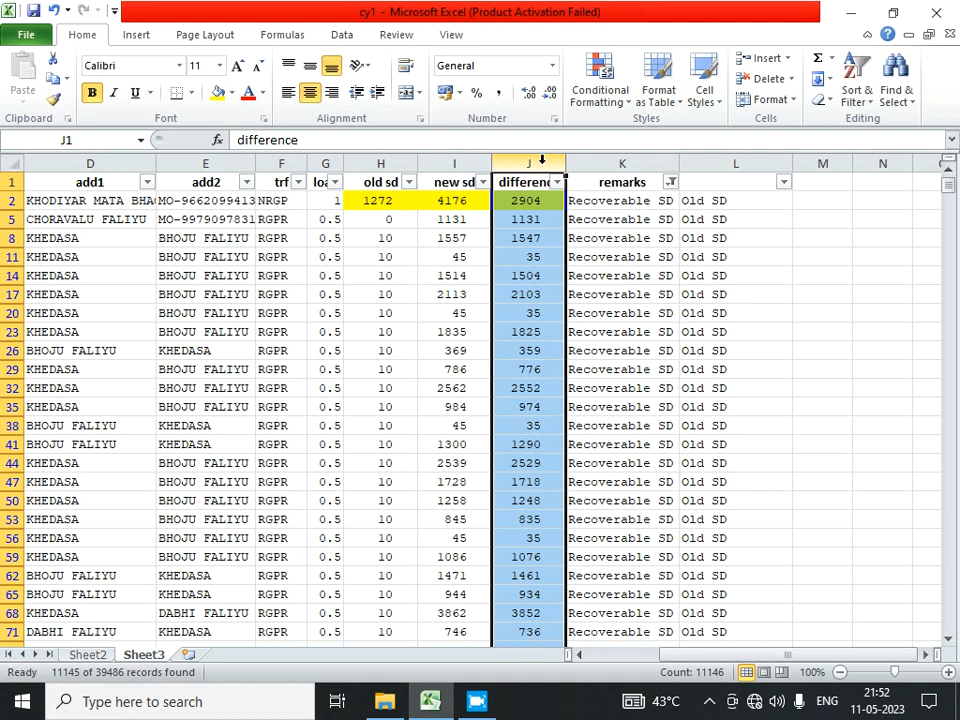 cy1 - Microsoft Excel (Product Activation Failed)
File Home Insert Page Layout Formulas Data Review View
Calibri 11 General
Paste
B I U
Conditional Formatting Format as Table Cell Styles
Insert
Delete
Format
Sort & Filter Find & Select
Clipboard Font Alignment Number Styles Cells Editing
J1 fx difference
D E F G H I J K L M N
1 add1 add2 trf loa old sd new sd differenc remarks
2 KHODIYAR MATA BHA MO-9662099413 NRGP 1 1272 4176 2904 Recoverable SD Old SD
5 CHORAVALU FALIYU MO-9979097831 RGPR 0.5 0 1131 1131 Recoverable SD Old SD
8 KHEDASA BHOJU FALIYU RGPR 0.5 10 1557 1547 Recoverable SD Old SD
11 KHEDASA BHOJU FALIYU RGPR 0.5 10 45 35 Recoverable SD Old SD
14 KHEDASA BHOJU FALIYU RGPR 0.5 10 1514 1504 Recoverable SD Old SD
17 KHEDASA BHOJU FALIYU RGPR 0.5 10 2113 2103 Recoverable SD Old SD
20 KHEDASA BHOJU FALIYU RGPR 0.5 10 45 35 Recoverable SD Old SD
23 KHEDASA BHOJU FALIYU RGPR 0.5 10 1835 1825 Recoverable SD Old SD
26 BHOJU FALIYU KHEDASA RGPR 0.5 10 369 359 Recoverable SD Old SD
29 KHEDASA BHOJU FALIYU RGPR 0.5 10 786 776 Recoverable SD Old SD
32 KHEDASA BHOJU FALIYU RGPR 0.5 10 2562 2552 Recoverable SD Old SD
35 KHEDASA BHOJU FALIYU RGPR 0.5 10 984 974 Recoverable SD Old SD
38 BHOJU FALIYU KHEDASA RGPR 0.5 10 45 35 Recoverable SD Old SD
41 BHOJU FALIYU KHEDASA RGPR 0.5 10 1300 1290 Recoverable SD Old SD
44 KHEDASA BHOJU FALIYU RGPR 0.5 10 2539 2529 Recoverable SD Old SD
47 KHEDASA BHOJU FALIYU RGPR 0.5 10 1728 1718 Recoverable SD Old SD
50 KHEDASA BHOJU FALIYU RGPR 0.5 10 1258 1248 Recoverable SD Old SD
53 KHEDASA BHOJU FALIYU RGPR 0.5 10 845 835 Recoverable SD Old SD
56 KHEDASA BHOJU FALIYU RGPR 0.5 10 45 35 Recoverable SD Old SD
59 KHEDASA BHOJU FALIYU RGPR 0.5 10 1086 1076 Recoverable SD Old SD
62 BHOJU FALIYU KHEDASA RGPR 0.5 10 1471 1461 Recoverable SD Old SD
65 BHOJU FALIYU KHEDASA RGPR 0.5 10 944 934 Recoverable SD Old SD
68 KHEDASA DABHI FALIYU RGPR 0.5 10 3862 3852 Recoverable SD Old SD
71 DABHI FALIYU KHEDASA RGPR 0.5 10 746 736 Recoverable SD Old SD
Sheet2 Sheet3
Ready 11145 of 39486 records found Count: 11146 100%
Type here to search 43°C ENG 21:52
11-05-2023